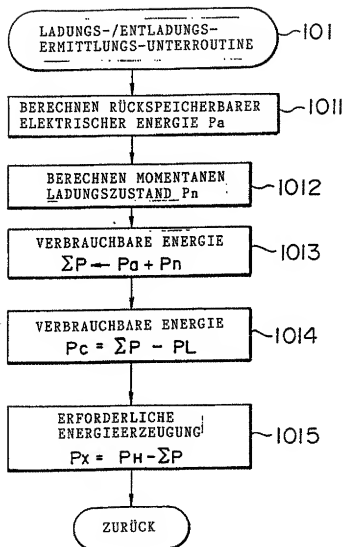 LADUNGS-/ENTLADUNGS-
ERMITTLUNGS-UNTERROUTINE
101
BERECHNEN RÜCKSPEICHERBARER
ELEKTRISCHER ENERGIE Pa
1011
BERECHNEN MOMENTANEN
LADUNGSZUSTAND Pn
1012
VERBRAUCHBARE ENERGIE
ΣP ← Pa + Pn
1013
VERBRAUCHBARE ENERGIE
Pc = ΣP - PL
1014
ERFORDERLICHE
ENERGIEERZEUGUNG
Px = PH - ΣP
1015
ZURÜCK